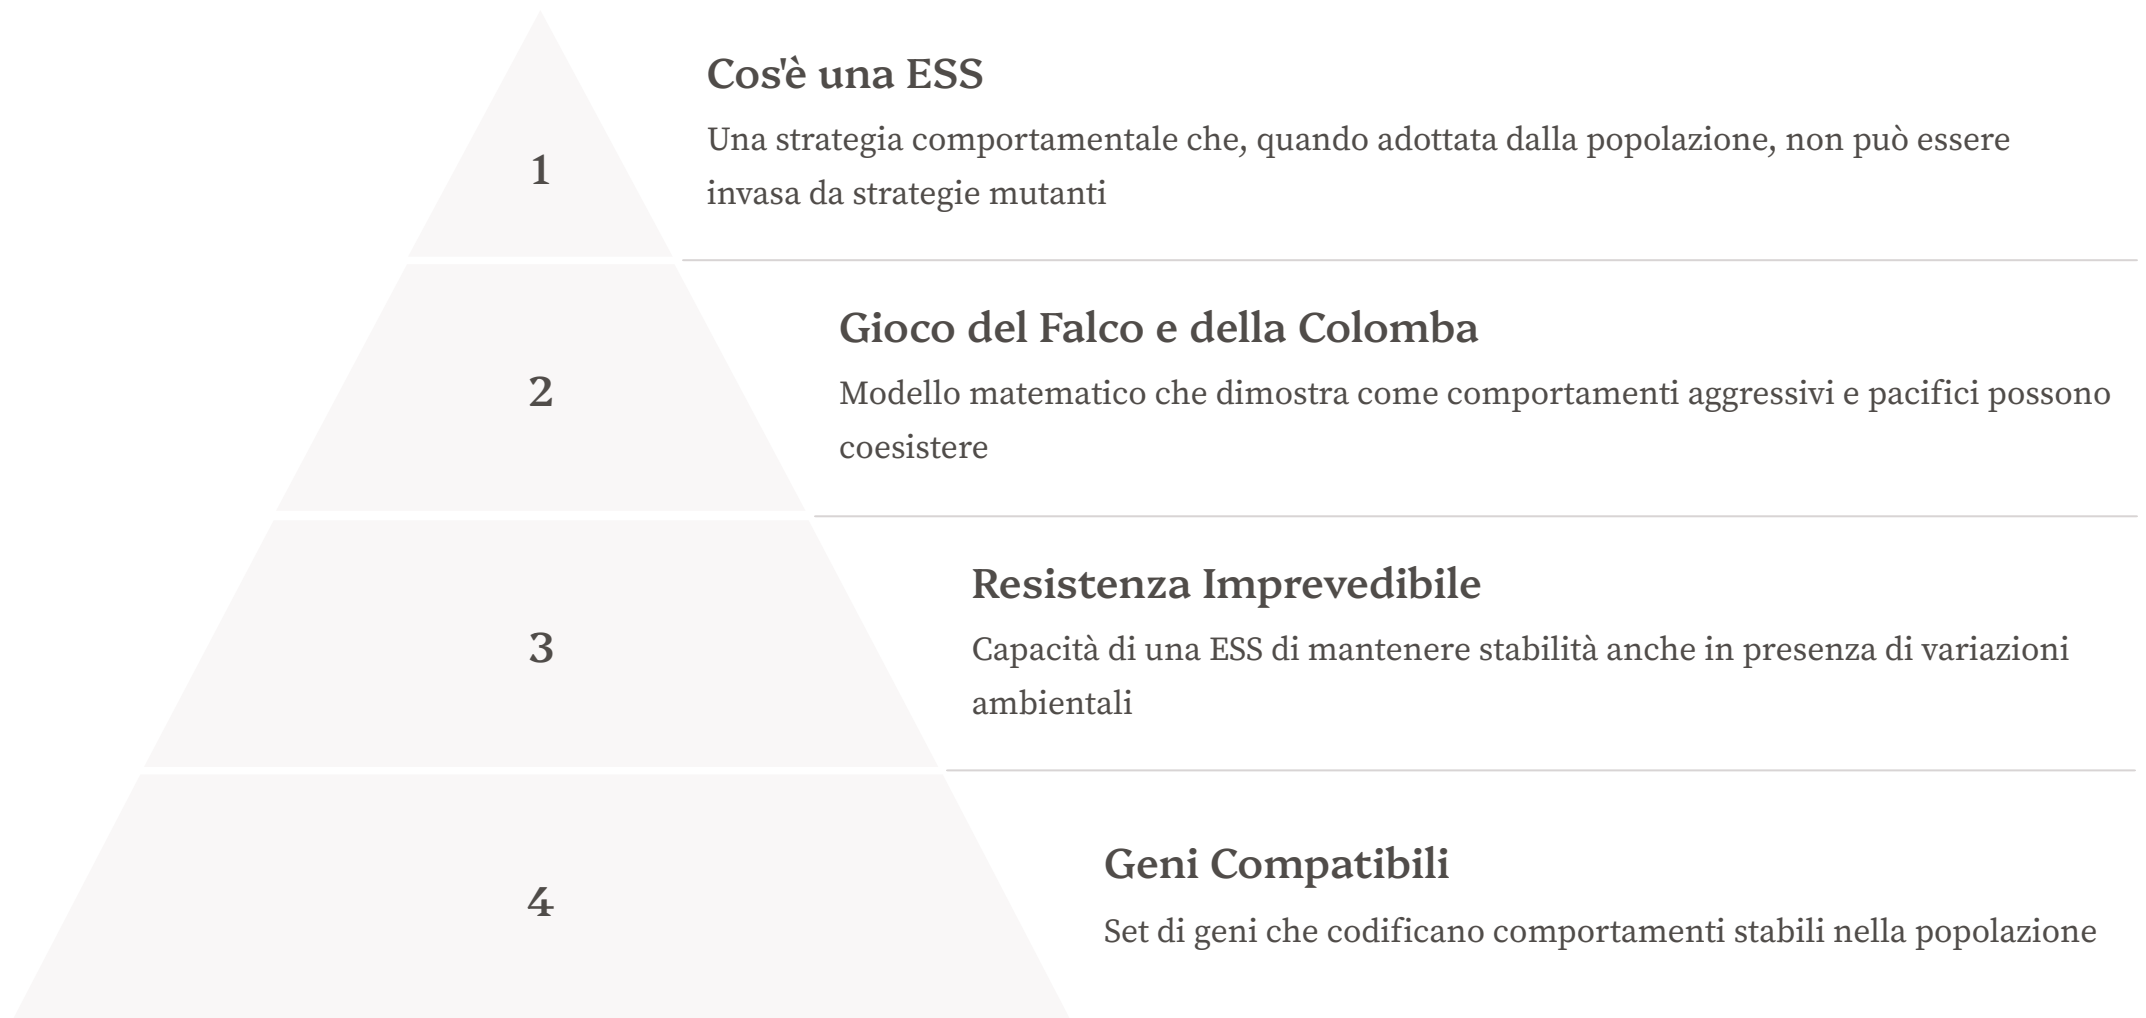 1
Cos'è una ESS
Una strategia comportamentale che, quando adottata dalla popolazione, non può essere
invasa da strategie mutanti
2
Gioco del Falco e della Colomba
Modello matematico che dimostra come comportamenti aggressivi e pacifici possono
coesistere
3
Resistenza Imprevedibile
Capacità di una ESS di mantenere stabilità anche in presenza di variazioni
ambientali
4
Geni Compatibili
Set di geni che codificano comportamenti stabili nella popolazione